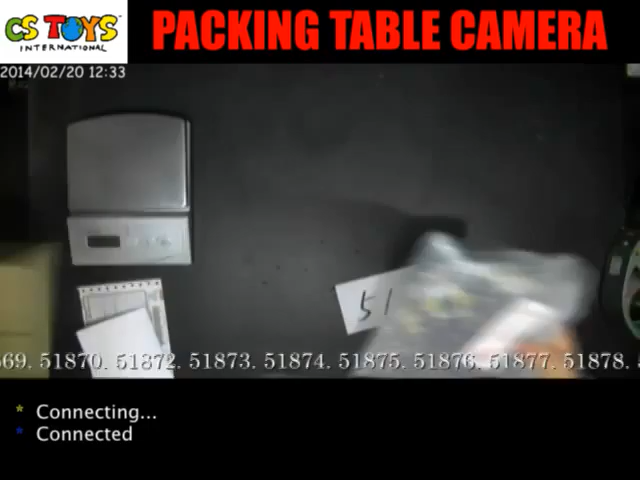 CS TOYS
INTERNATIONAL
PACKING TABLE CAMERA
2014/02/20 12:33
51
69. 51870. 51872. 51873. 51874. 51875. 51876. 51877. 51878.
* Connecting...
* Connected